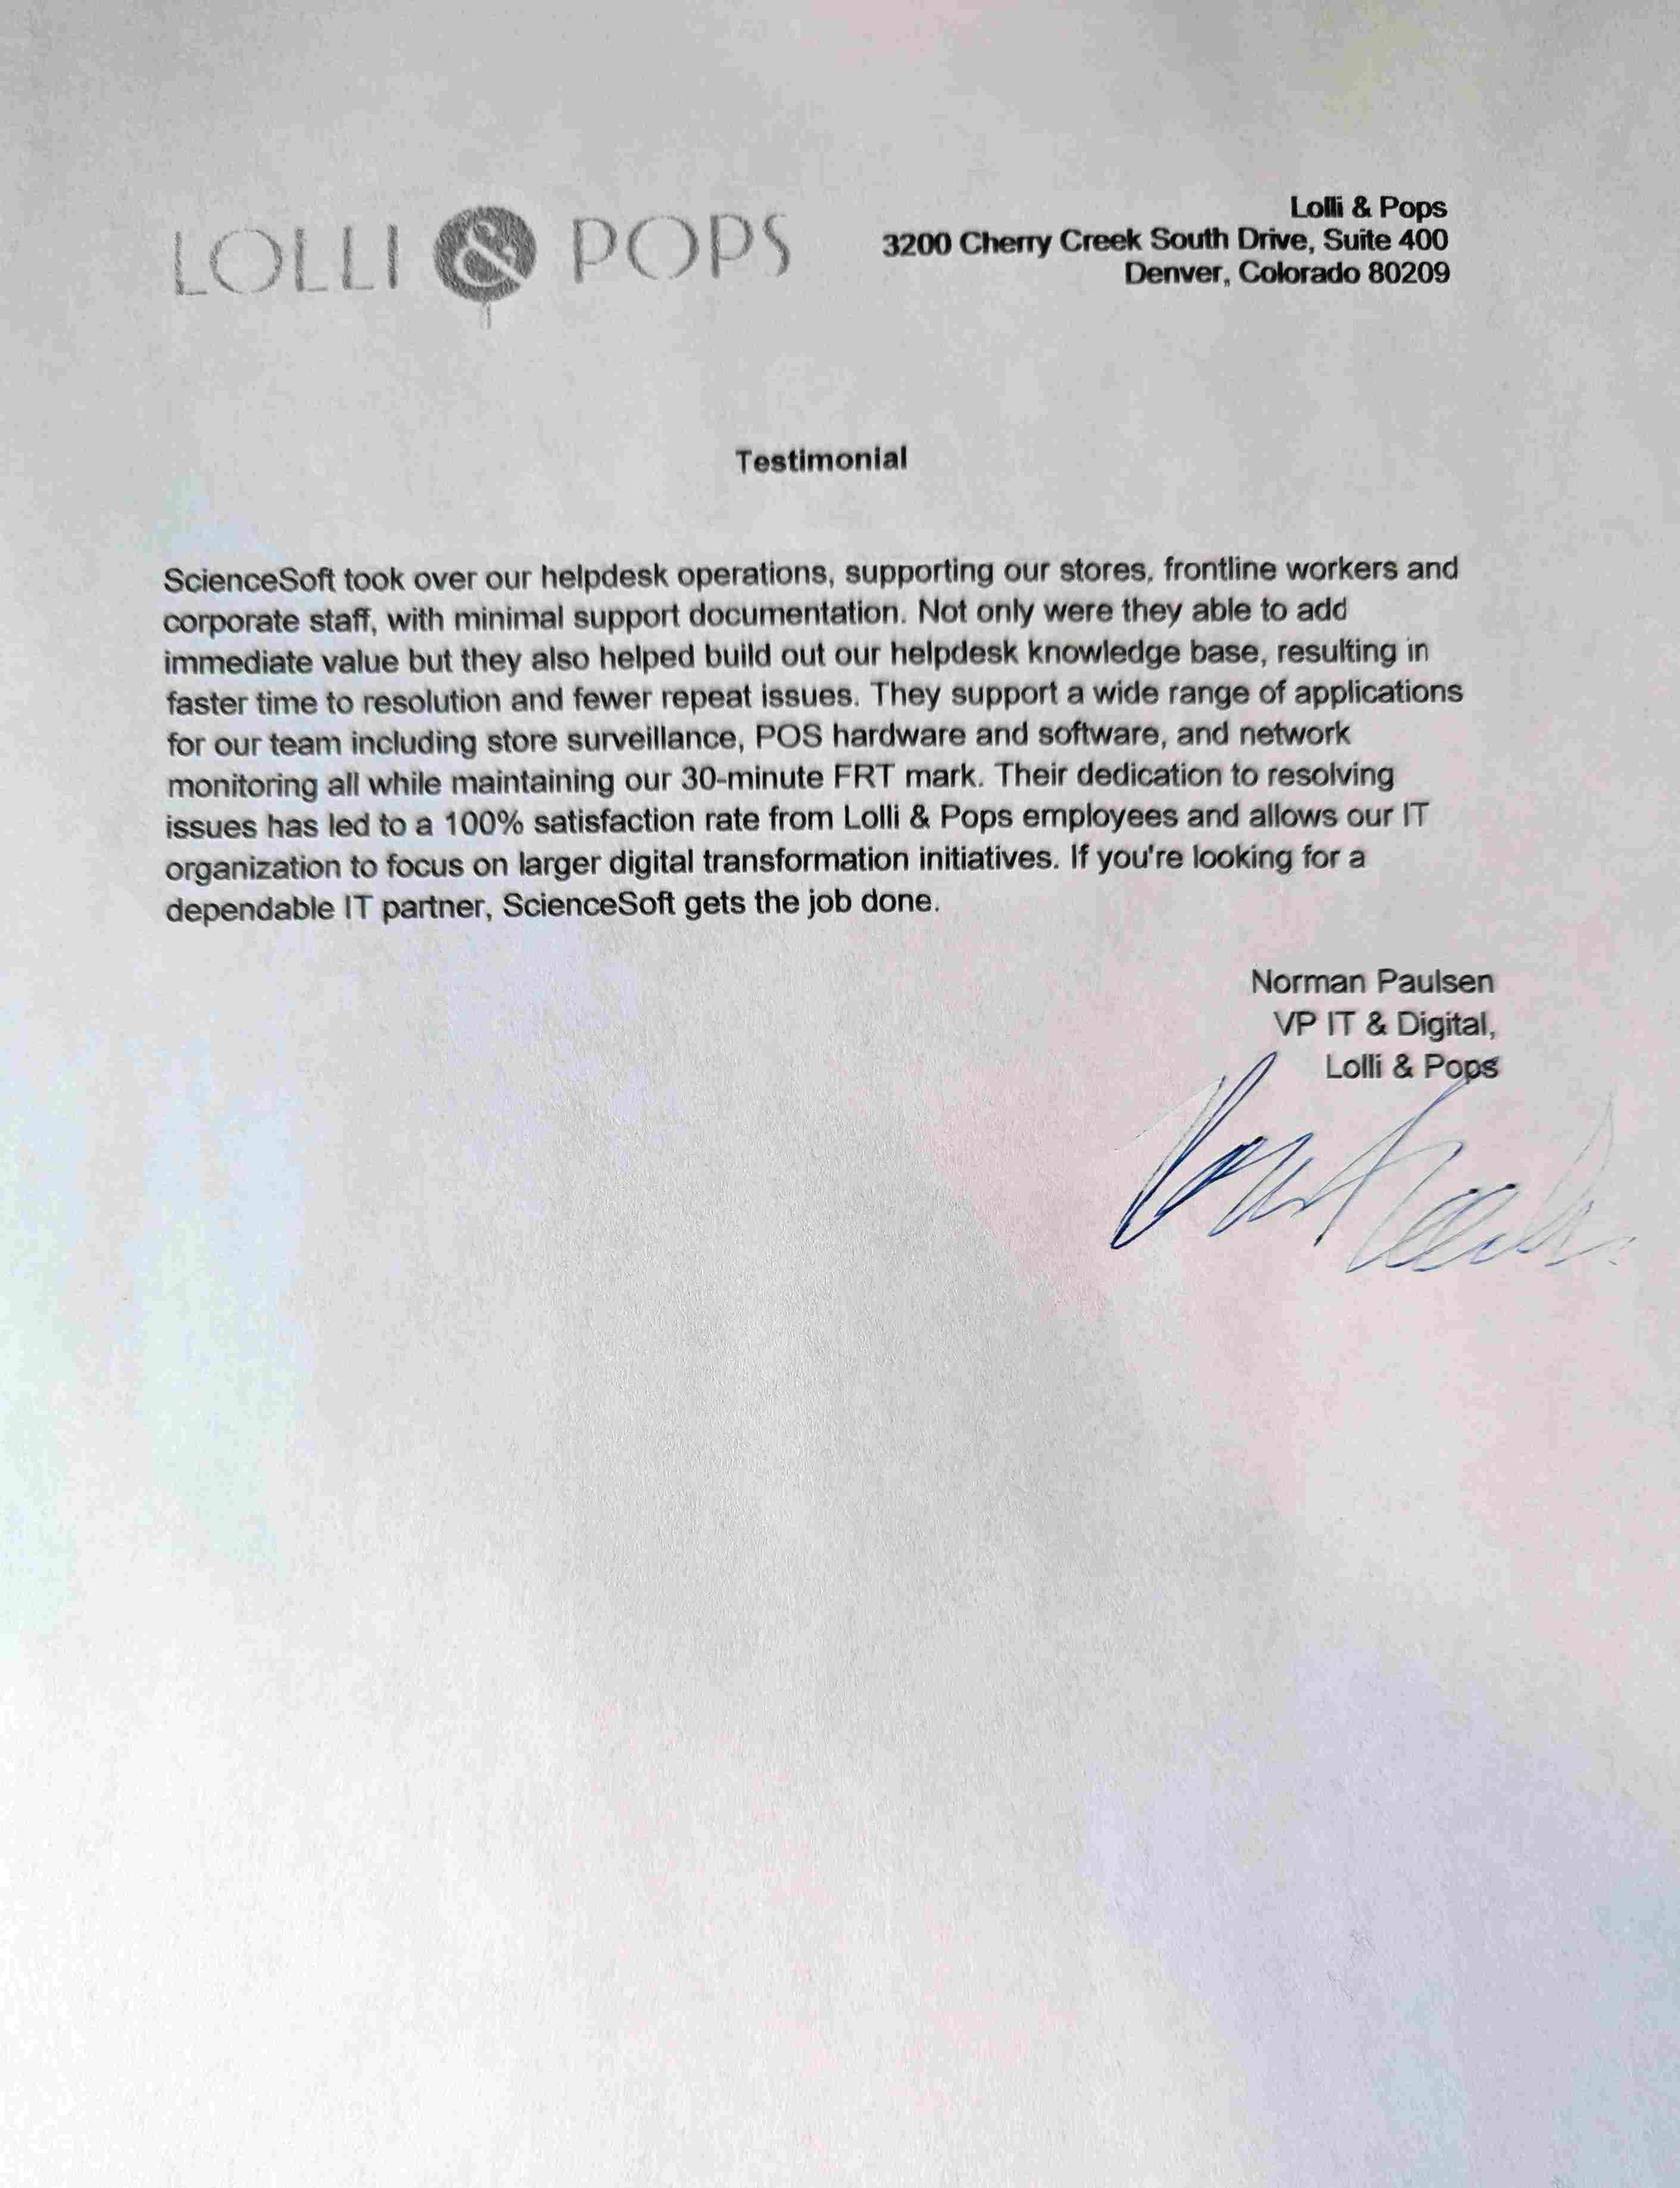 LOLLI & POPS
Lolli & Pops
3200 Cherry Creek South Drive, Suite 400
Denver, Colorado 80209
Testimonial
ScienceSoft took over our helpdesk operations, supporting our stores, frontline workers and
corporate staff, with minimal support documentation. Not only were they able to add
immediate value but they also helped build out our helpdesk knowledge base, resulting in
faster time to resolution and fewer repeat issues. They support a wide range of applications
for our team including store surveillance, POS hardware and software, and network
monitoring all while maintaining our 30-minute FRT mark. Their dedication to resolving
issues has led to a 100% satisfaction rate from Lolli & Pops employees and allows our IT
organization to focus on larger digital transformation initiatives. If you're looking for a
dependable IT partner, ScienceSoft gets the job done.
Norman Paulsen
VP IT & Digital,
Lolli & Pops